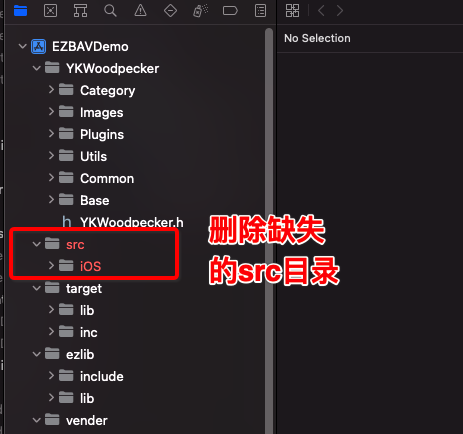 No Selection
EZBAVDemo
YKWoodpecker
Category
Images
Plugins
Utils
Common
Base
h YKWoodpecker.h
src
iOS
删除缺失
的src目录
target
lib
inc
ezlib
include
lib
vender